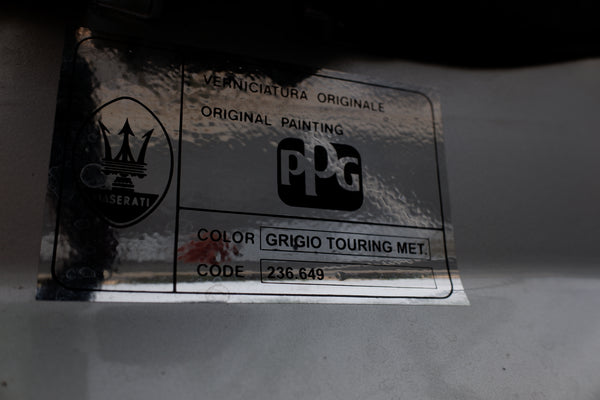 VERNICIATURA ORIGINALE
ORIGINAL PAINTING
PPG
MASERATI
COLOR GRIGIO TOURING MET.
CODE 236.649